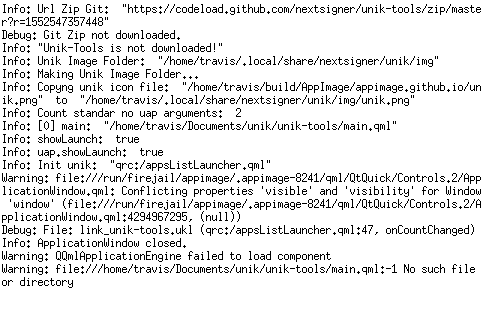 Info: Url Zip Git:  "https://codeload.github.com/nextsigner/unik-tools/zip/maste
r?r=1552547357448"
Debug: Git Zip not downloaded.
Info: "Unik-Tools is not downloaded!"
Info: Unik Image Folder:  "/home/travis/.local/share/nextsigner/unik/img"
Info: Making Unik Image Folder...
Info: Copyng unik icon file:  "/home/travis/build/AppImage/appimage.github.io/un
ik.png"  to  "/home/travis/.local/share/nextsigner/unik/img/unik.png"
Info: Count standar no uap arguments:  2
Info: [0] main:  "/home/travis/Documents/unik/unik-tools/main.qml"
Info: showLaunch:  true
Info: uap.showLaunch:  true
Info: Init unik:  "qrc:/appsListLauncher.qml"
Warning: file:///run/firejail/appimage/.appimage-8241/qml/QtQuick/Controls.2/App
licationWindow.qml: Conflicting properties 'visible' and 'visibility' for Window
 'window' (file:///run/firejail/appimage/.appimage-8241/qml/QtQuick/Controls.2/A
pplicationWindow.qml:4294967295, (null))
Debug: File: link_unik-tools.ukl (qrc:/appsListLauncher.qml:47, onCountChanged)
Info: ApplicationWindow closed.
Warning: QQmlApplicationEngine failed to load component
Warning: file:///home/travis/Documents/unik/unik-tools/main.qml:-1 No such file
or directory